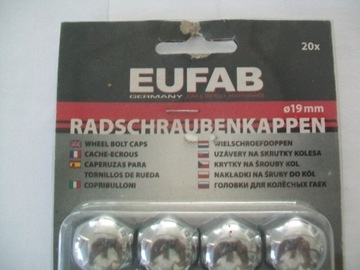 20x
EUFAB
GERMANY
ø19mm
RADSCHRAUBENKAPPEN
WHEEL BOLT CAPS
CACHE-ECROUS
CAPERUZAS PARA
TORNILLOS DE RUEDA
COPRIBULLONI
WIELSCHROEFDOPPEN
UZÁVERY NA SKRUTKY KOLESA
KRYTKY NA ŠROUBY KOL
NAKŁADKI NA ŚRUBY DO KÓŁ
ГОЛОВКИ ДЛЯ КОЛЁСНЫХ ГАЕК